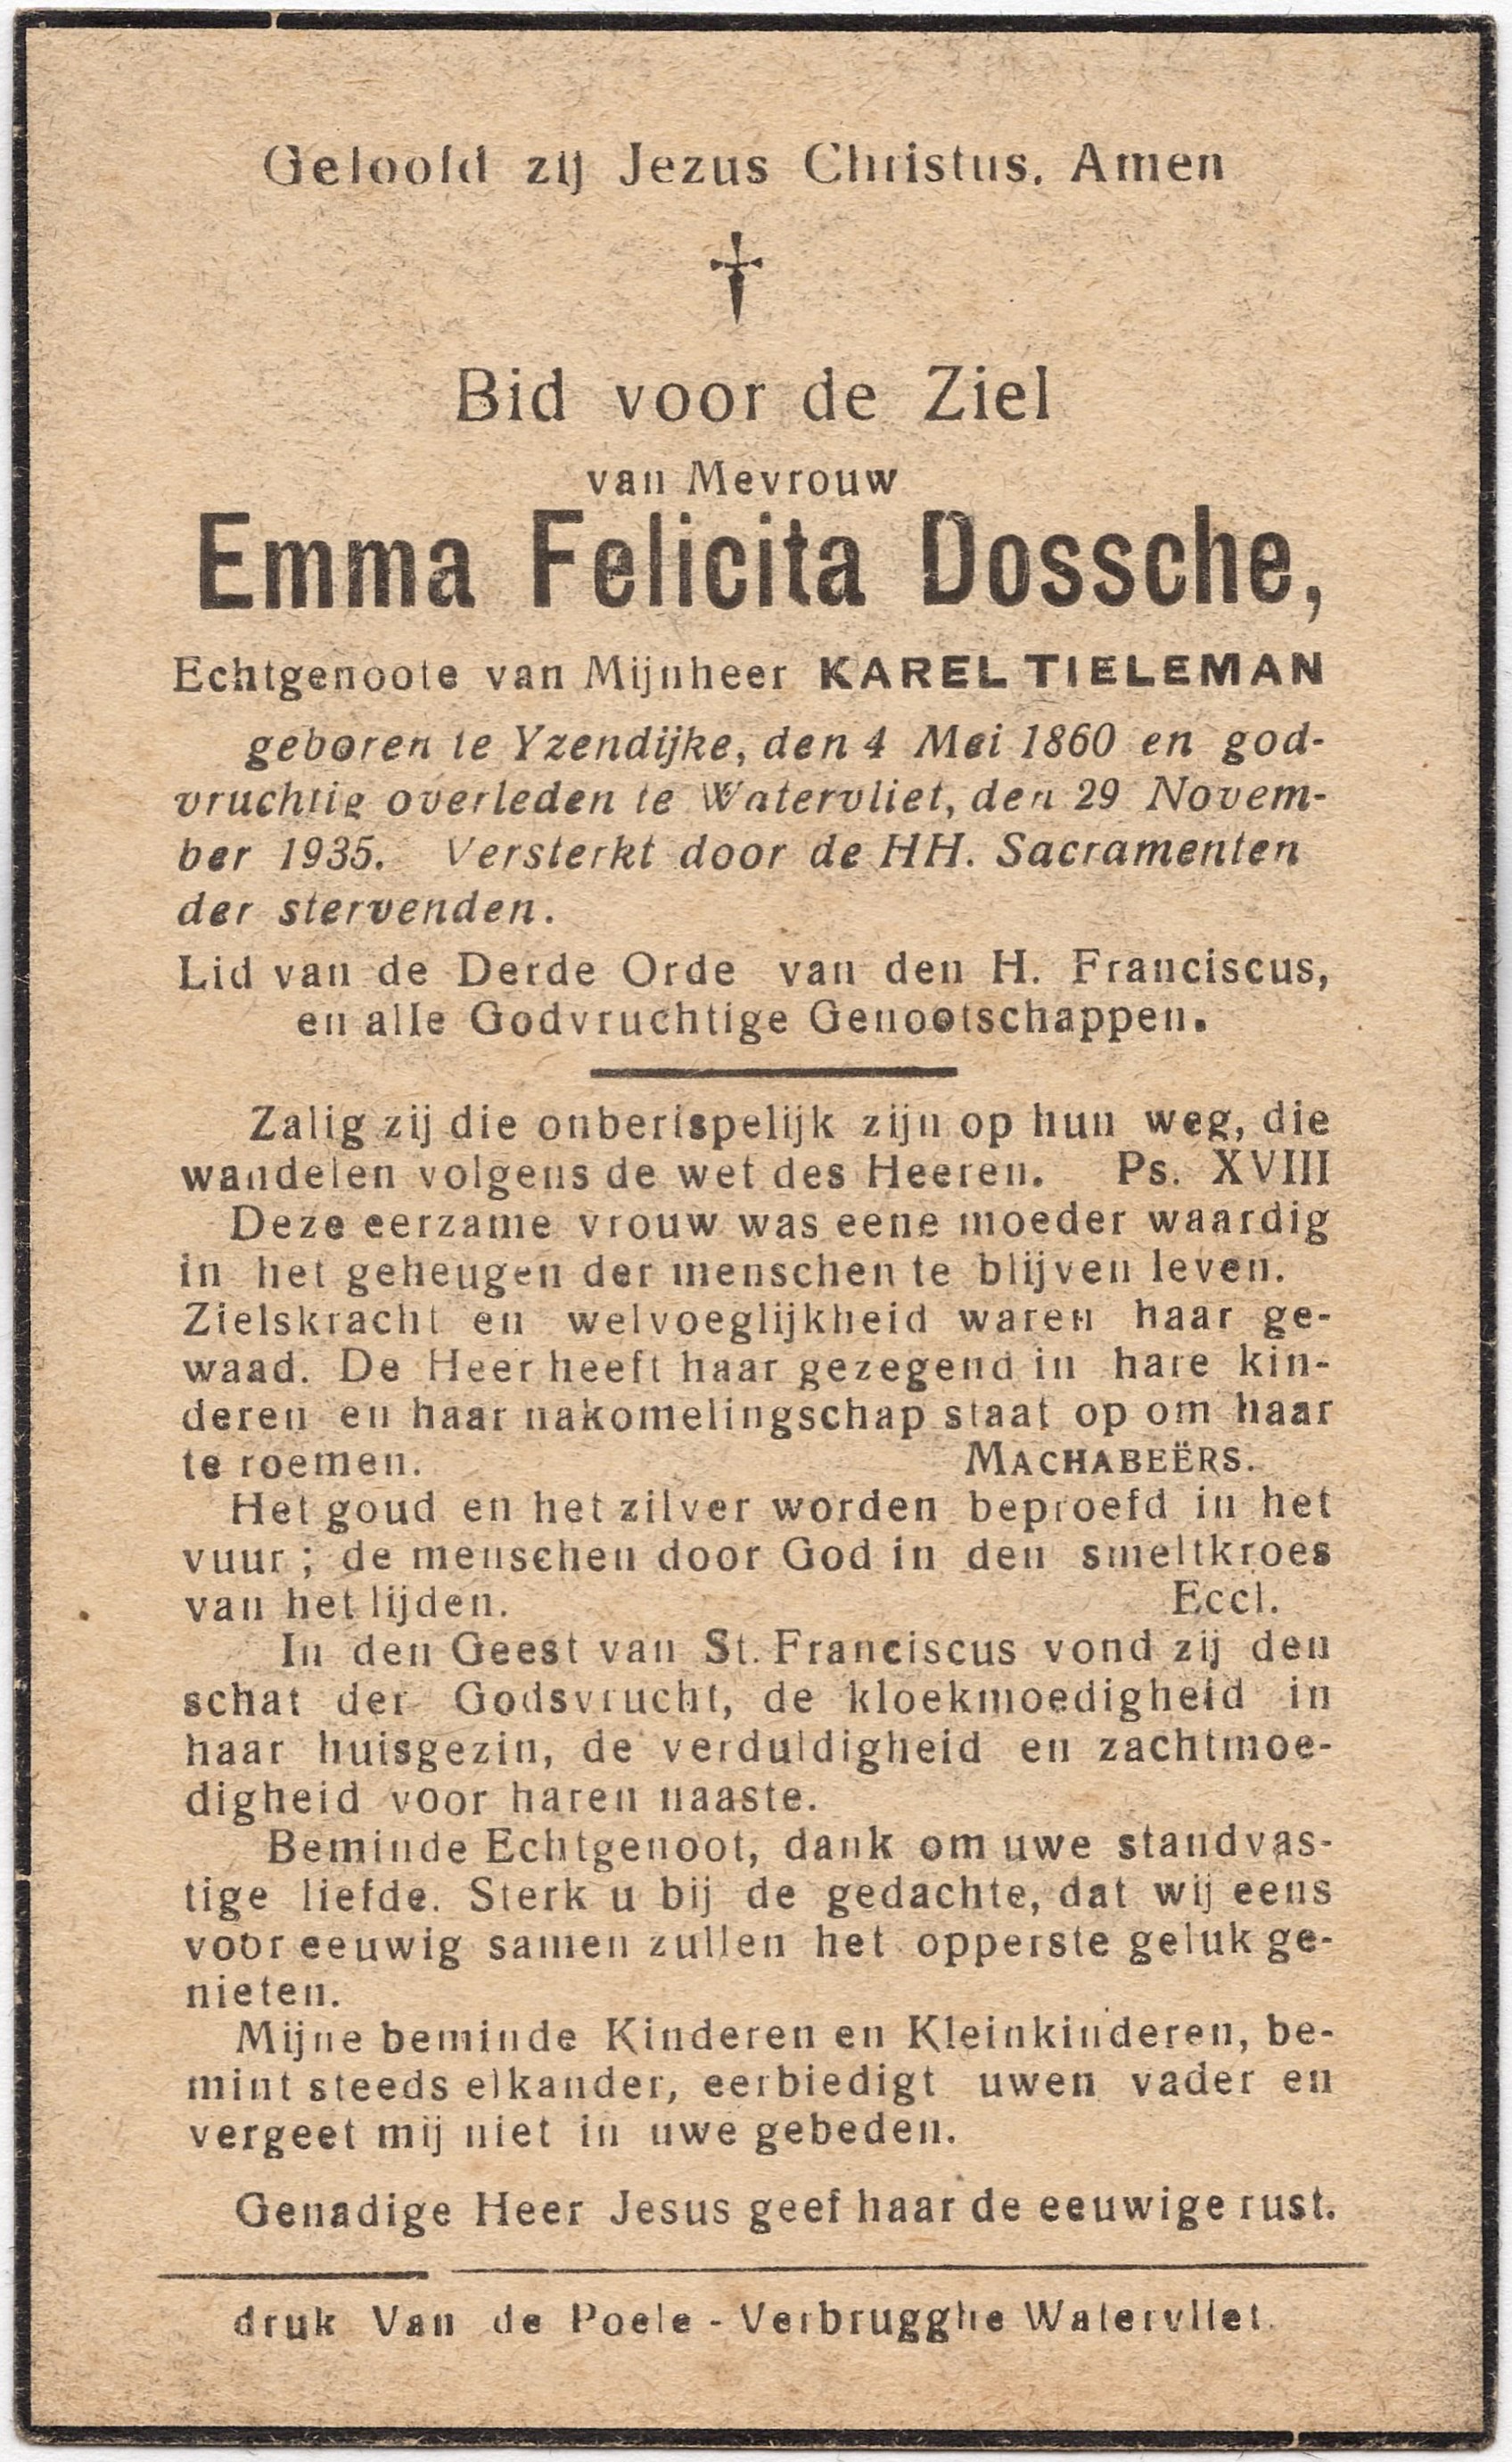 Geloofd zij Jezus Christus. Amen
Bid voor de Ziel
van Mevrouw
Emma Felicita Dossche,
Echtgenoote van Mijnheer KAREL TIELEMAN
geboren te Yzendijke, den 4 Mei 1860 en god-
vruchtig overleden te Watervliet, den 29 Novem-
ber 1935. Versterkt door de HH. Sacramenten
der stervenden.
Lid van de Derde Orde van den H. Franciscus,
en alle Godvruchtige Genootschappen.
Zalig zij die onberispelijk zijn op hun weg, die
wandelen volgens de wet des Heeren. Ps. XVIII
Deze eerzame vrouw was eene moeder waardig
in het geheugen der menschen te blijven leven.
Zielskracht en welvoeglijkheid waren haar ge-
waad. De Heer heeft haar gezegend in hare kin-
deren en haar nakomelingschap staat op om haar
te roemen. MACHABEËRS.
Het goud en het zilver worden beproefd in het
vuur ; de menschen door God in den smeltkroes
van het lijden. Eccl.
In den Geest van St. Franciscus vond zij den
schat der Godsvrucht, de kloekmoedigheid in
haar huisgezin, de verduldigheid en zachtmoe-
digheid voor haren naaste.
Beminde Echtgenoot, dank om uwe standvas-
tige liefde. Sterk u bij de gedachte, dat wij eens
voor eeuwig samen zullen het opperste geluk ge-
nieten.
Mijne beminde Kinderen en Kleinkinderen, be-
mint steeds elkander, eerbiedigt uwen vader en
vergeet mij niet in uwe gebeden.
Genadige Heer Jesus geef haar de eeuwige rust.
druk Van de Poele - Verbrugghe Watervliet.